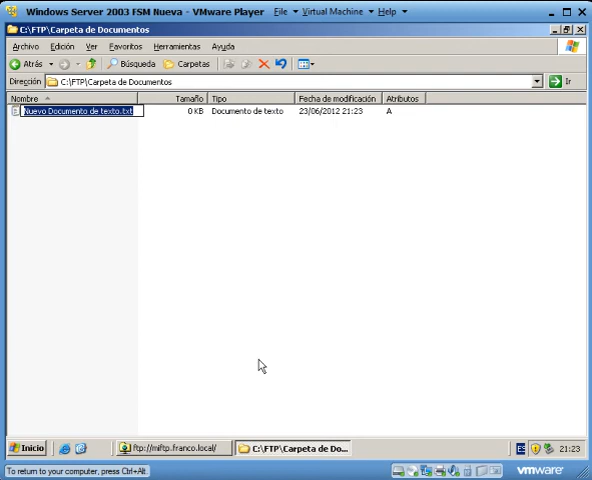 Windows Server 2003 FSM Nueva - VMware Player File Virtual Machine Help
C:\FTP\Carpeta de Documentos
Archivo Edición Ver Favoritos Herramientas Ayuda
Atrás Búsqueda Carpetas
Dirección C:\FTP\Carpeta de Documentos Ir
Nombre Tamaño Tipo Fecha de modificación Atributos
Nuevo Documento de texto.txt 0 KB Documento de texto 23/06/2012 21:23 A
Inicio ftp://miftp.franco.local/ C:\FTP\Carpeta de Do... ES 21:23
To return to your computer, press Ctrl+Alt. vmware